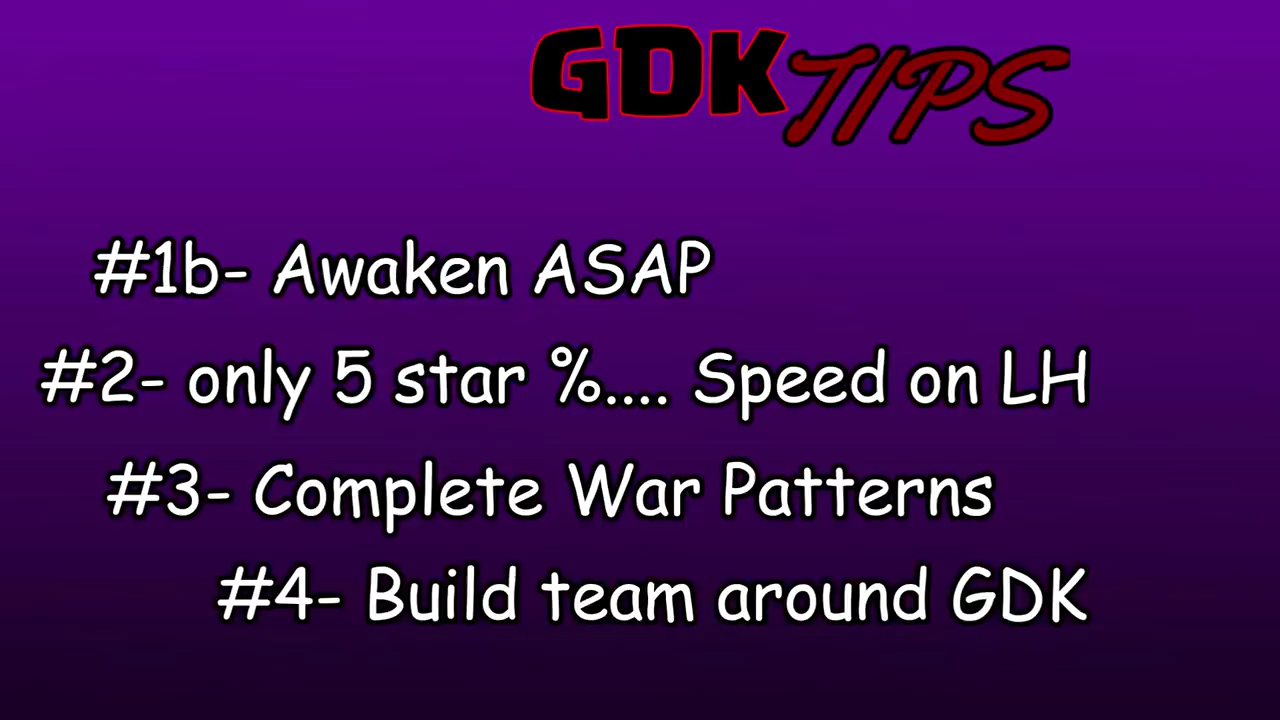 GDK TIPS
#1b- Awaken ASAP
#2- only 5 star %.... Speed on LH
#3- Complete War Patterns
#4- Build team around GDK